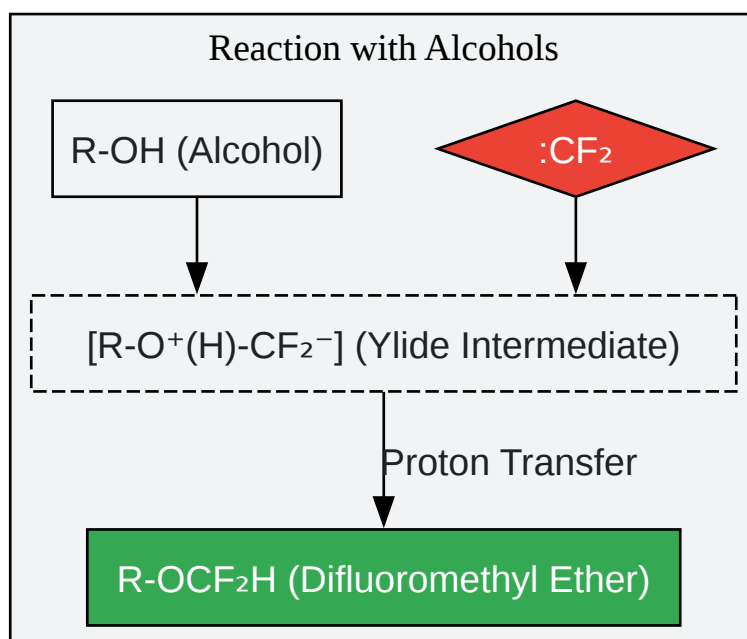 Reaction with Alcohols
R-OH (Alcohol)
:CF₂
[R-O⁺(H)-CF₂⁻] (Ylide Intermediate)
Proton Transfer
R-OCF₂H (Difluoromethyl Ether)